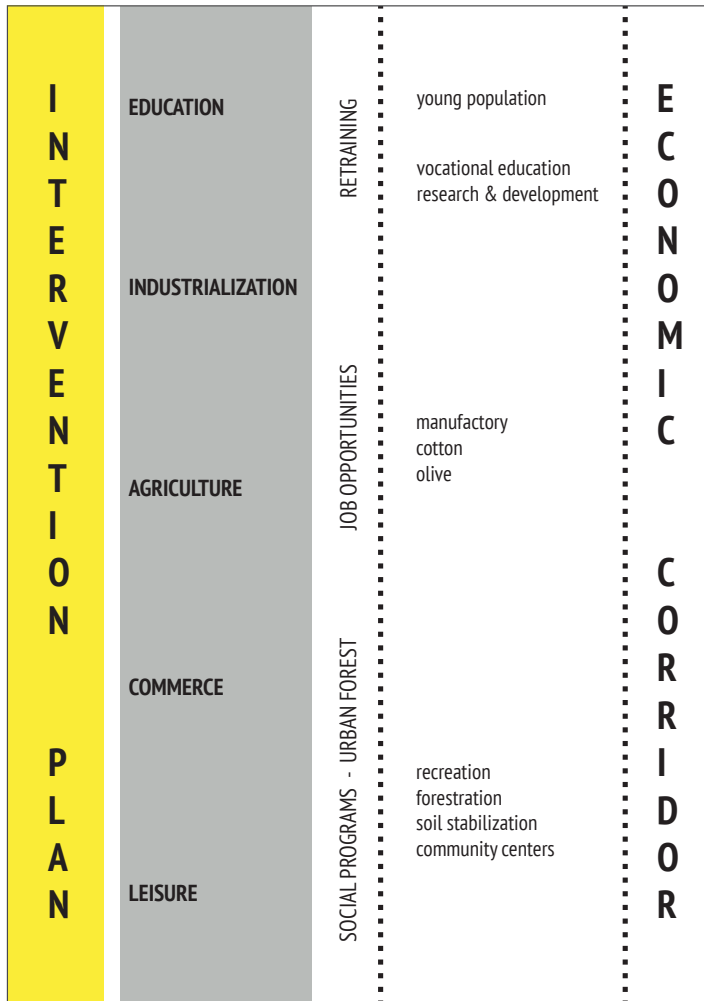 INTERVENTION PLAN
EDUCATION
INDUSTRIALIZATION
AGRICULTURE
COMMERCE
LEISURE
RETRAINING
JOB OPPORTUNITIES
SOCIAL PROGRAMS - URBAN FOREST
young population
vocational education
research & development
manufactory
cotton
olive
recreation
forestration
soil stabilization
community centers
ECONOMIC CORRIDOR